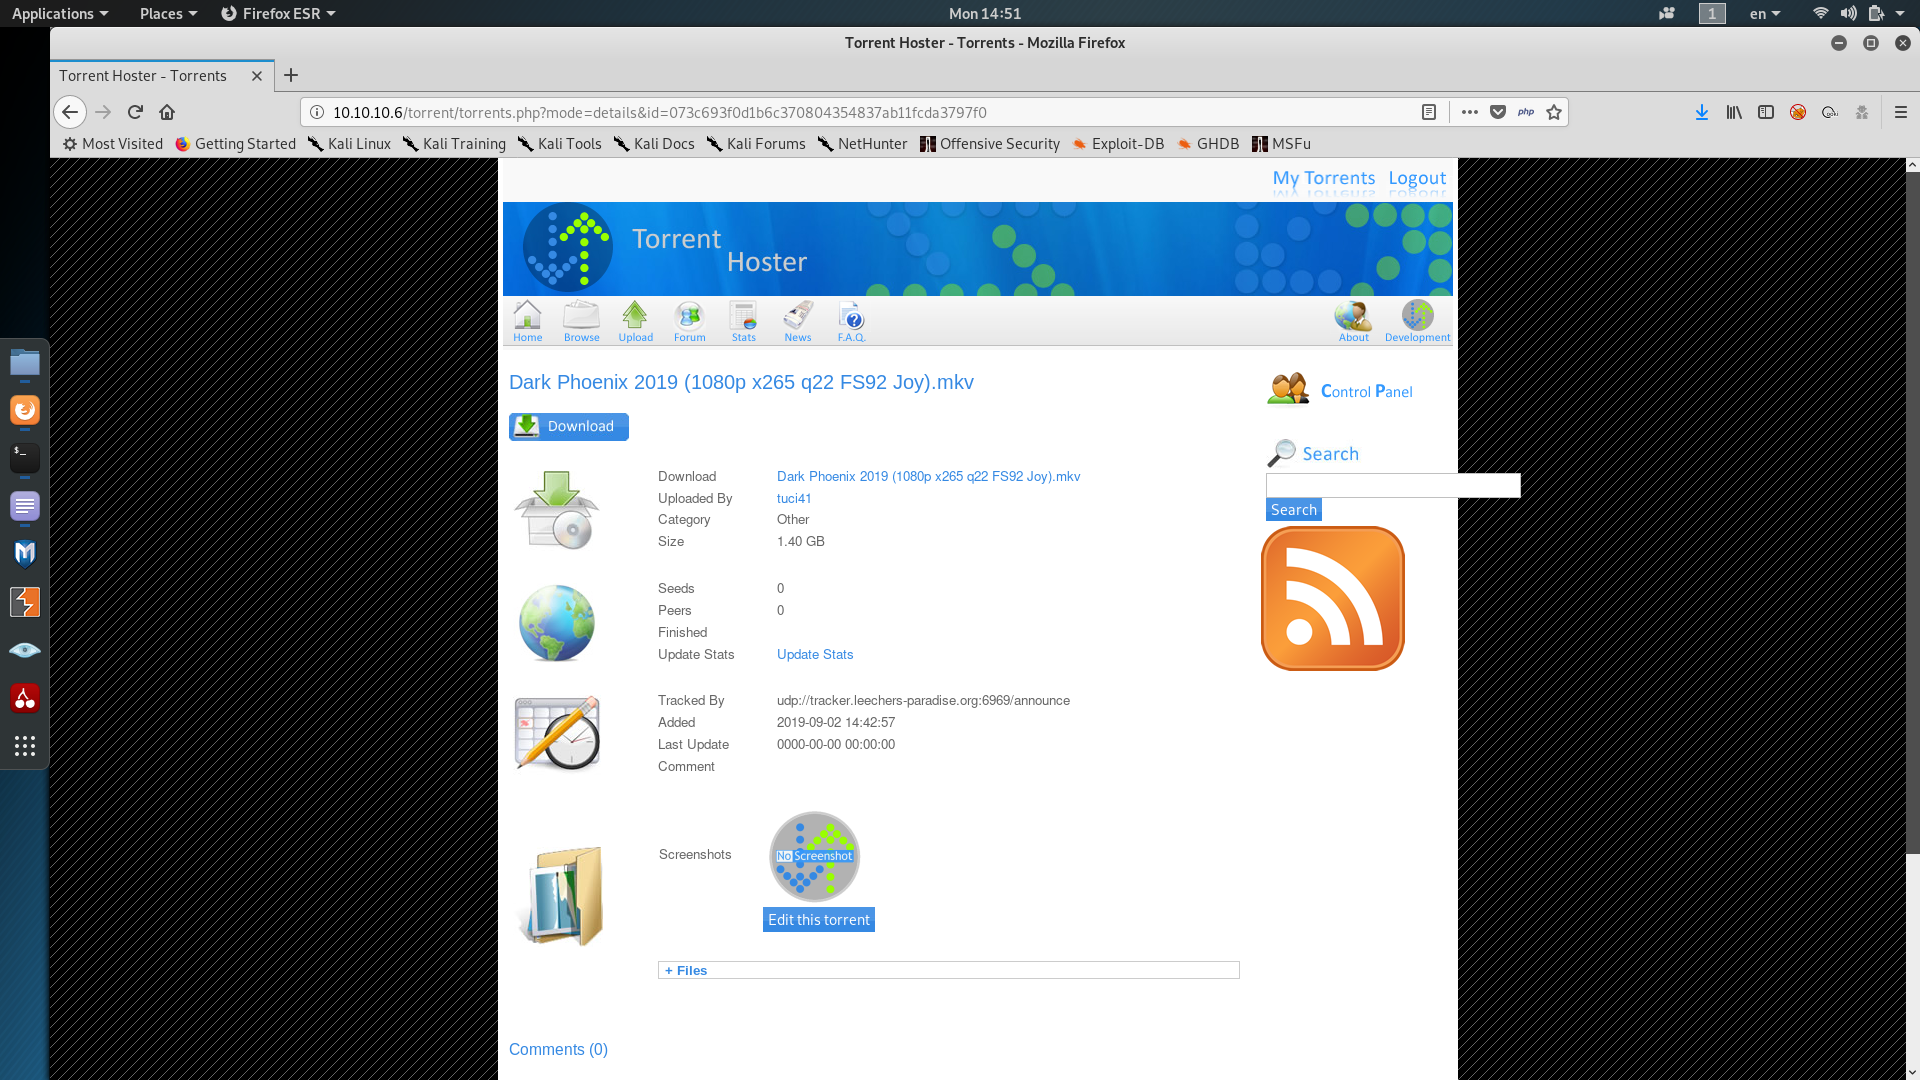 Applications Places Firefox ESR Mon 14:51 1 en
Torrent Hoster - Torrents - Mozilla Firefox
Torrent Hoster - Torrents
10.10.10.6/torrent/torrents.php?mode=details&id=073c693f0d1b6c370804354837ab11fcda3797f0 php
Most Visited Getting Started Kali Linux Kali Training Kali Tools Kali Docs Kali Forums NetHunter Offensive Security Exploit-DB GHDB MSFu
My Torrents Logout
Torrent
Hoster
Home Browse Upload Forum Stats News F.A.Q. About Development
Dark Phoenix 2019 (1080p x265 q22 FS92 Joy).mkv
Control Panel
Download
Search
Download Dark Phoenix 2019 (1080p x265 q22 FS92 Joy).mkv
Uploaded By tuci41
Search
Category Other
Size 1.40 GB
Seeds 0
Peers 0
Finished
Update Stats Update Stats
Tracked By udp://tracker.leechers-paradise.org:6969/announce
Added 2019-09-02 14:42:57
Last Update 0000-00-00 00:00:00
Comment
Screenshots No Screenshot
Edit this torrent
+ Files
Comments (0)